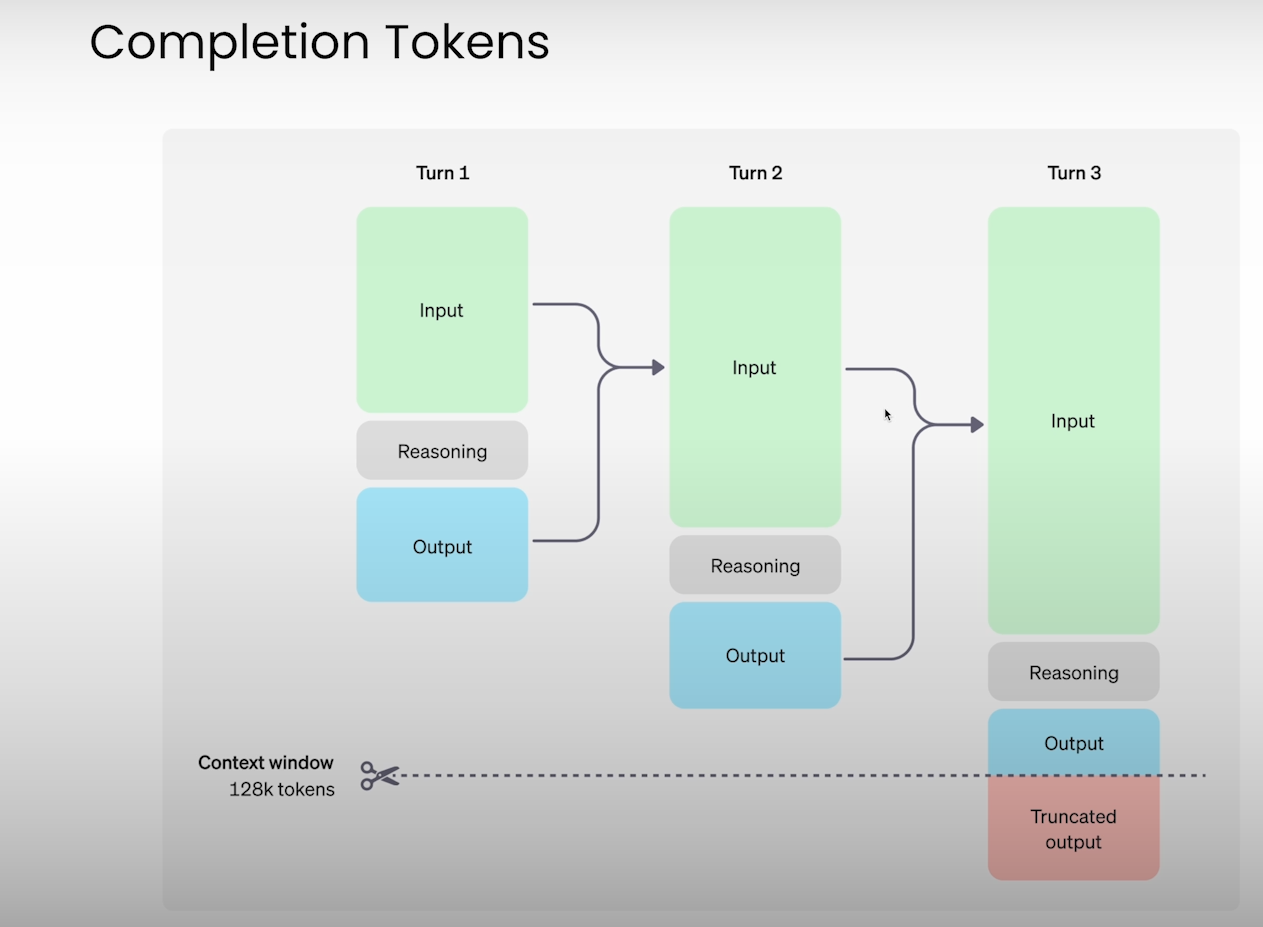 Completion Tokens
Turn 1
Turn 2
Turn 3
Input
Input
Input
Reasoning
Output
Reasoning
Output
Reasoning
Output
Context window
128k tokens
Truncated
output